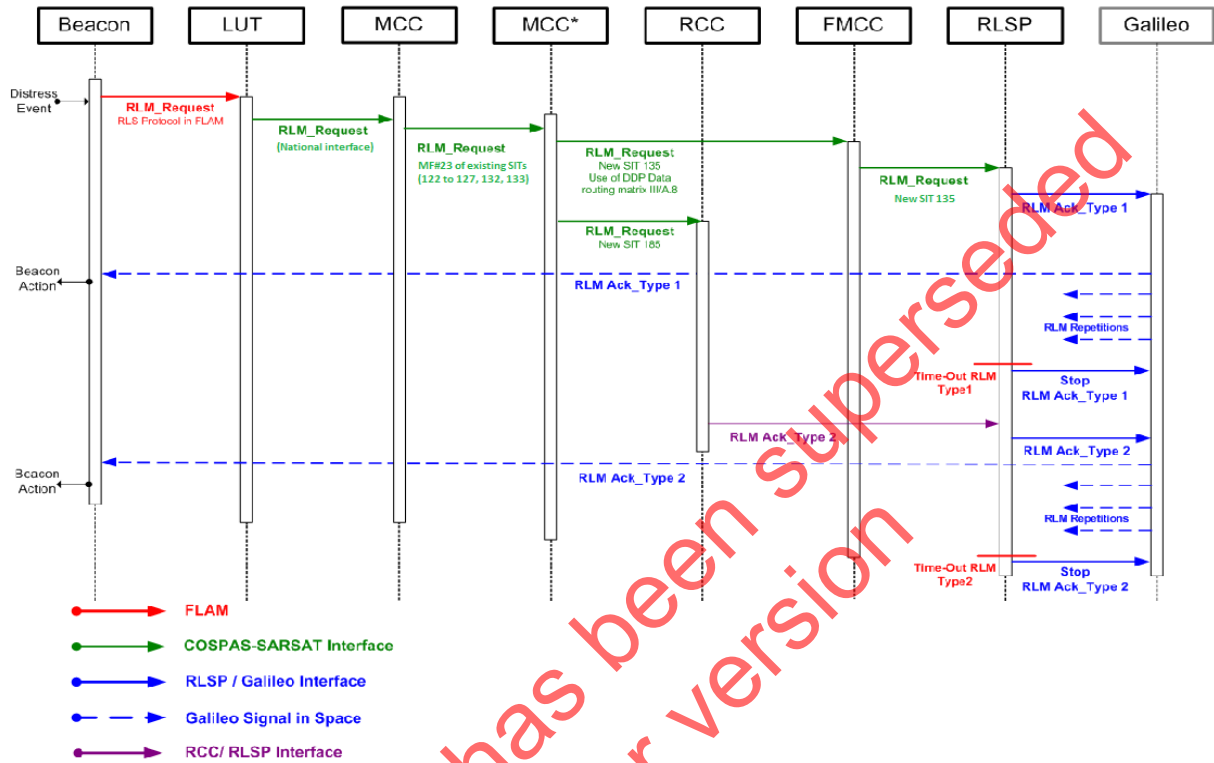 Beacon
LUT
MCC
MCC*
RCC
FMCC
RLSP
Galileo
Distress
Event
RLM_Request
RLS Protocol in FLAM
RLM_Request
(National interface)
RLM_Request
MF#23 of existing SITs
(122 to 127, 132, 133)
RLM_Request
New SIT 135
Use of DDP Data
routing matrix III/A.8
RLM_Request
New SIT 135
RLM Ack_Type 1
RLM_Request
New SIT 185
Beacon
Action
RLM Ack_Type 1
RLM Repetitions
Time-Out RLM
Type1
Stop
RLM Ack_Type 1
RLM Ack_Type 2
RLM Ack_Type 2
Beacon
Action
RLM Ack_Type 2
RLM Repetitions
Time-Out RLM
Type2
Stop
RLM Ack_Type 2
FLAM
COSPAS-SARSAT Interface
RLSP / Galileo Interface
Galileo Signal in Space
RCC/ RLSP Interface
has been superseded
version